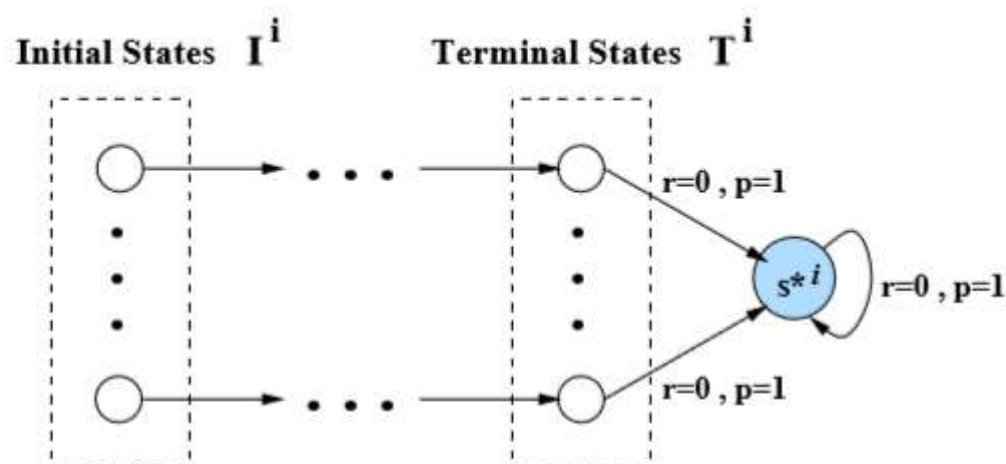 Initial States I^i
Terminal States T^i
r=0 , p=1
s*^i
r=0 , p=1
r=0 , p=1